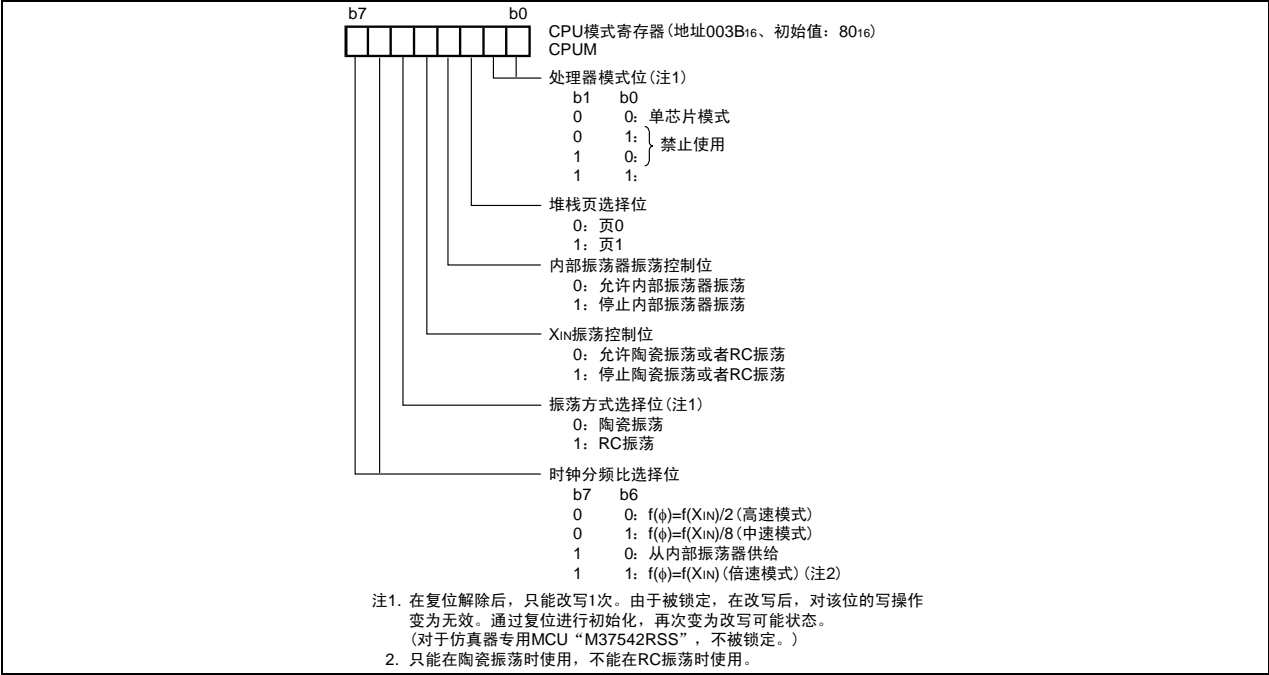 b7 b0
CPU模式寄存器(地址003B16、初始值：8016)
CPUM
处理器模式位(注1)
b1 b0
0 0：单芯片模式
0 1：
禁止使用
1 0：
1 1：
堆栈页选择位
0：页0
1：页1
内部振荡器振荡控制位
0：允许内部振荡器振荡
1：停止内部振荡器振荡
XIN振荡控制位
0：允许陶瓷振荡或者RC振荡
1：停止陶瓷振荡或者RC振荡
振荡方式选择位(注1)
0：陶瓷振荡
1：RC振荡
时钟分频比选择位
b7 b6
0 0：f(ϕ)=f(XIN)/2(高速模式)
0 1：f(ϕ)=f(XIN)/8(中速模式)
1 0：从内部振荡器供给
1 1：f(ϕ)=f(XIN)(倍速模式)(注2)
注1. 在复位解除后，只能改写1次。由于被锁定，在改写后，对该位的写操作
变为无效。通过复位进行初始化，再次变为改写可能状态。
(对于仿真器专用MCU“M37542RSS”，不被锁定。)
2. 只能在陶瓷振荡时使用，不能在RC振荡时使用。